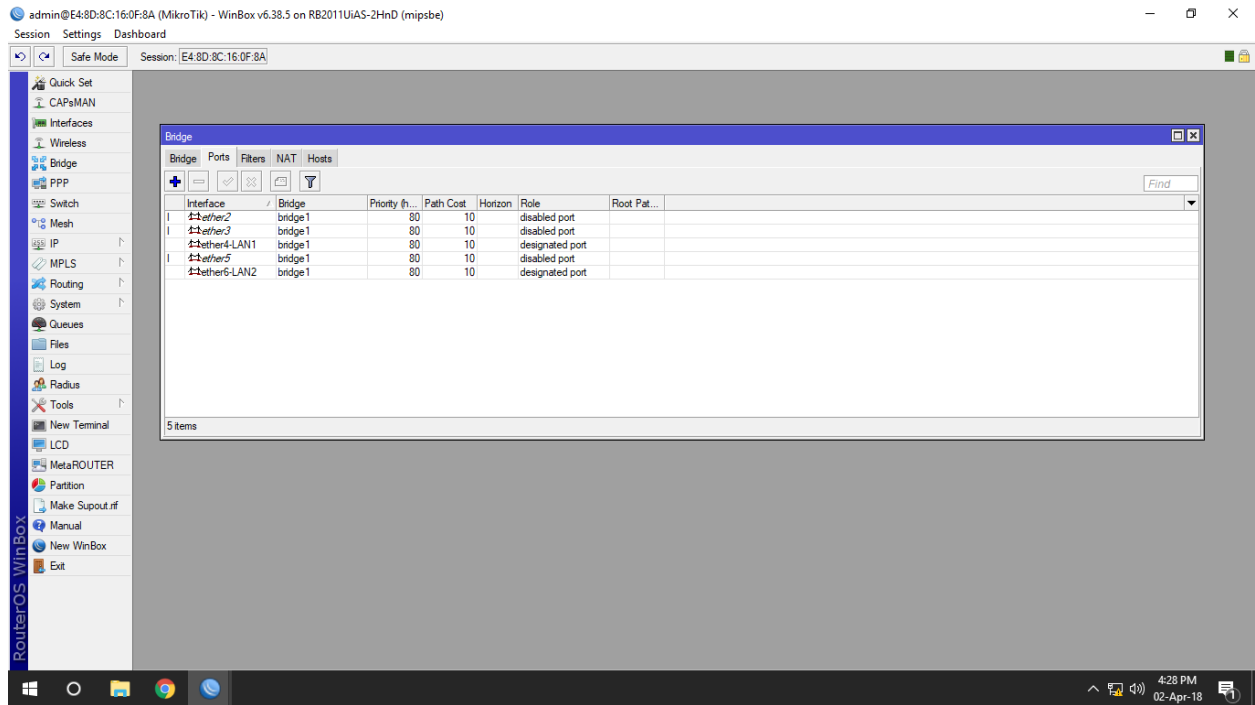 admin@E4:8D:8C:16:0F:8A (MikroTik) - WinBox v6.38.5 on RB2011UiAS-2HnD (mipsbe)
Session Settings Dashboard
Safe Mode Session: E4:8D:8C:16:0F:8A
Quick Set
CAPsMAN
Interfaces
Wireless
Bridge
PPP
Switch
Mesh
IP
MPLS
Routing
System
Queues
Files
Log
Radius
Tools
New Terminal
LCD
MetaROUTER
Partition
Make Supout.rif
Manual
New WinBox
Exit
RouterOS WinBox
Bridge
Bridge Ports Filters NAT Hosts
Find
Interface Bridge Priority (h... Path Cost Horizon Role Root Pat...
I ether2 bridge1 80 10 disabled port
I ether3 bridge1 80 10 disabled port
ether4-LAN1 bridge1 80 10 designated port
I ether5 bridge1 80 10 disabled port
ether6-LAN2 bridge1 80 10 designated port
5 items
4:28 PM
02-Apr-18
1